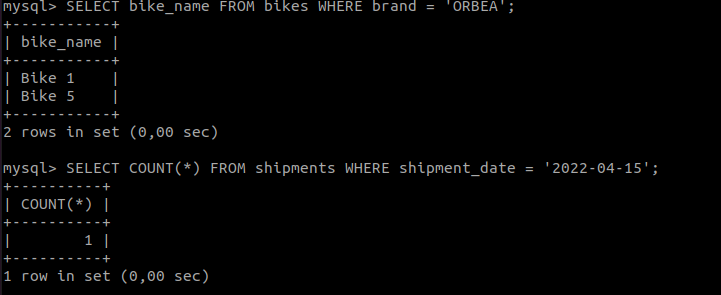 mysql> SELECT bike_name FROM bikes WHERE brand = 'ORBEA';
+-----------+
| bike_name |
+-----------+
| Bike 1    |
| Bike 5    |
+-----------+
2 rows in set (0,00 sec)

mysql> SELECT COUNT(*) FROM shipments WHERE shipment_date = '2022-04-15';
+----------+
| COUNT(*) |
+----------+
|        1 |
+----------+
1 row in set (0,00 sec)